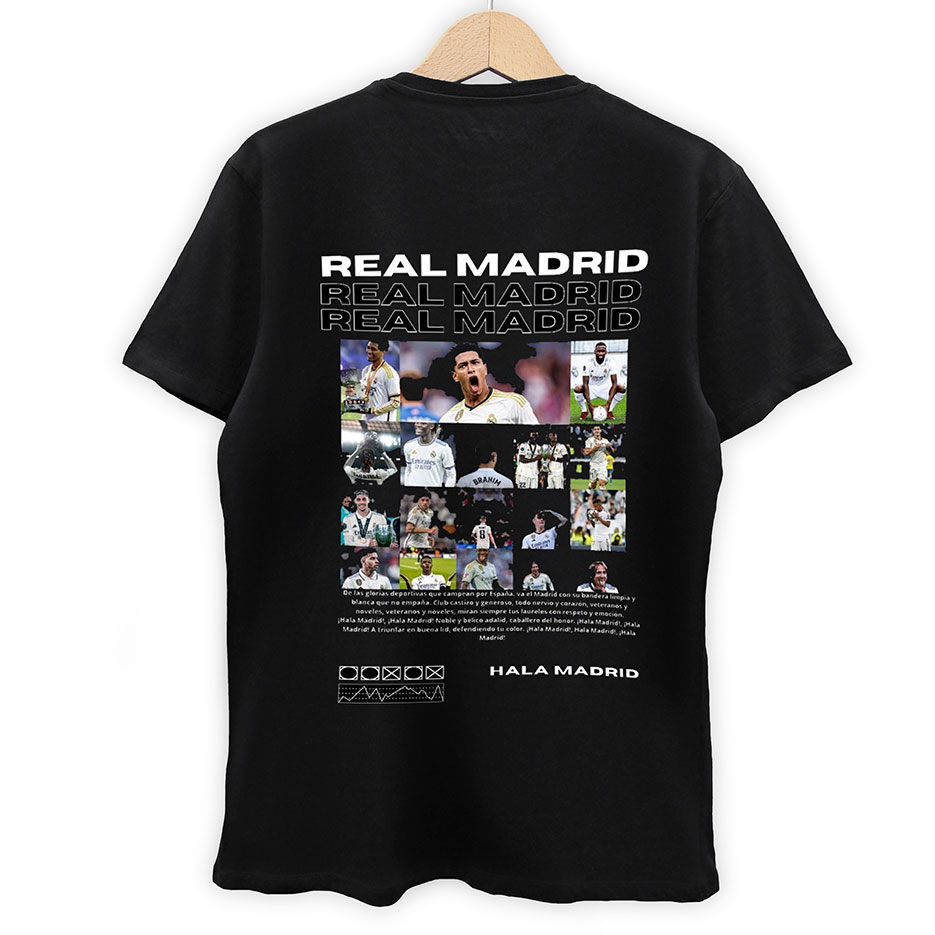 REAL MADRID
REAL MADRID
REAL MADRID
Emirates
BRAHIM
22
8
De las glorias deportivas que campean por España, va el Madrid con su bandera limpia y
blanca que no empaña. Club castizo y generoso, todo nervio y corazón, veteranos y
noveles, veteranos y noveles, miran siempre tus laureles con respeto y emoción.
¡Hala Madrid!, ¡Hala Madrid! Noble y bélico adalid, caballero del honor. ¡Hala Madrid!, ¡Hala
Madrid! A triunfar en buena lid, defendiendo tu color. ¡Hala Madrid!, Hala Madrid!, ¡Hala
Madrid!
HALA MADRID